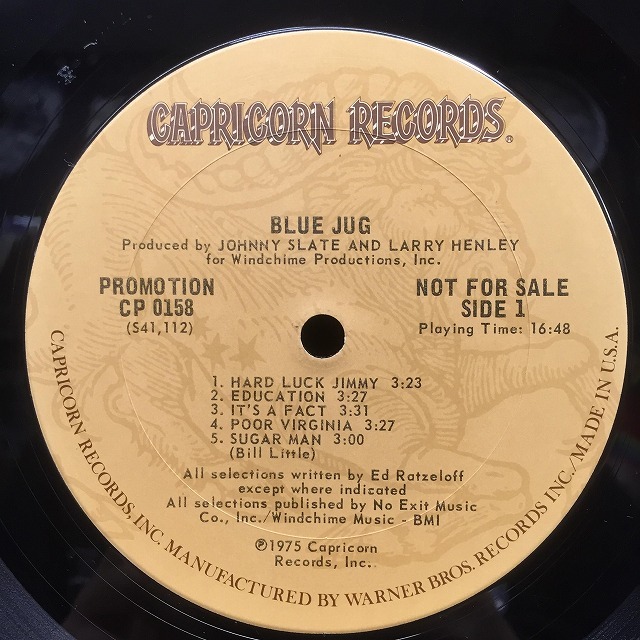 CAPRICORN RECORDS®
BLUE JUG
Produced by JOHNNY SLATE AND LARRY HENLEY
for Windchime Productions, Inc.
PROMOTION
CP 0158
(S41,112)
NOT FOR SALE
SIDE 1
Playing Time: 16:48
1. HARD LUCK JIMMY 3:23
2. EDUCATION 3:27
3. IT'S A FACT 3:31
4. POOR VIRGINIA 3:27
5. SUGAR MAN 3:00
(Bill Little)
All selections written by Ed Ratzeloff
except where indizated
All selections published by No Exit Music
Co., Inc./Windchime Music - BMI
℗1975 Capricorn
Records, Inc.
CAPRICORN RECORDS, INC. MANUFACTURED BY WARNER BROS. RECORDS INC./MADE IN U.S.A.